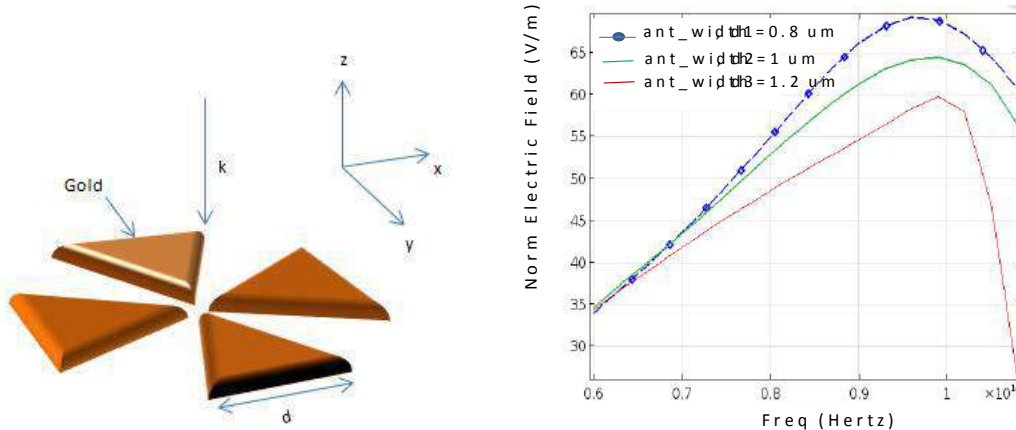 z
k
x
y
Gold
d
Norm Electric Field (V/m)
65
60
55
50
45
40
35
30
ant_width1=0.8 um
ant_width2=1 um
ant_width3=1.2 um
0.6
0.7
0.8
0.9
1
×10
Freq (Hertz)